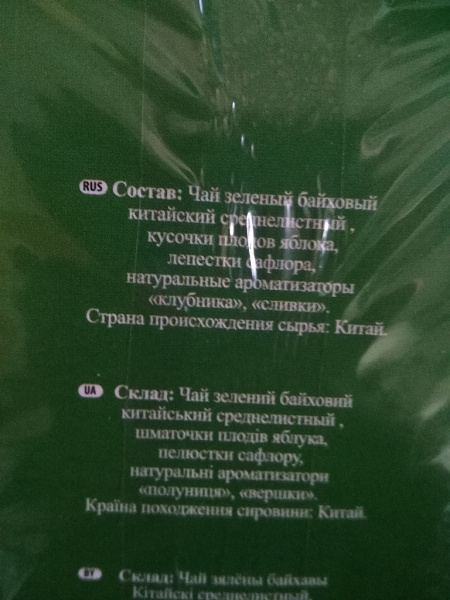 RUS Состав: Чай зеленый байховый
китайский среднелистный ,
кусочки плодов яблока,
лепестки сафлора,
натуральные ароматизаторы
«клубника», «сливки».
Страна происхождения сырья: Китай.
UA Склад: Чай зелений байховий
китайський среднелистный ,
шматочки плодів яблука,
пелюстки сафлору,
натуральні ароматизатори
«полуниця», «вершки».
Країна походження сировини: Китай.
BY Склад: Чай зялёны байхавы
Кітайскі среднелистный,